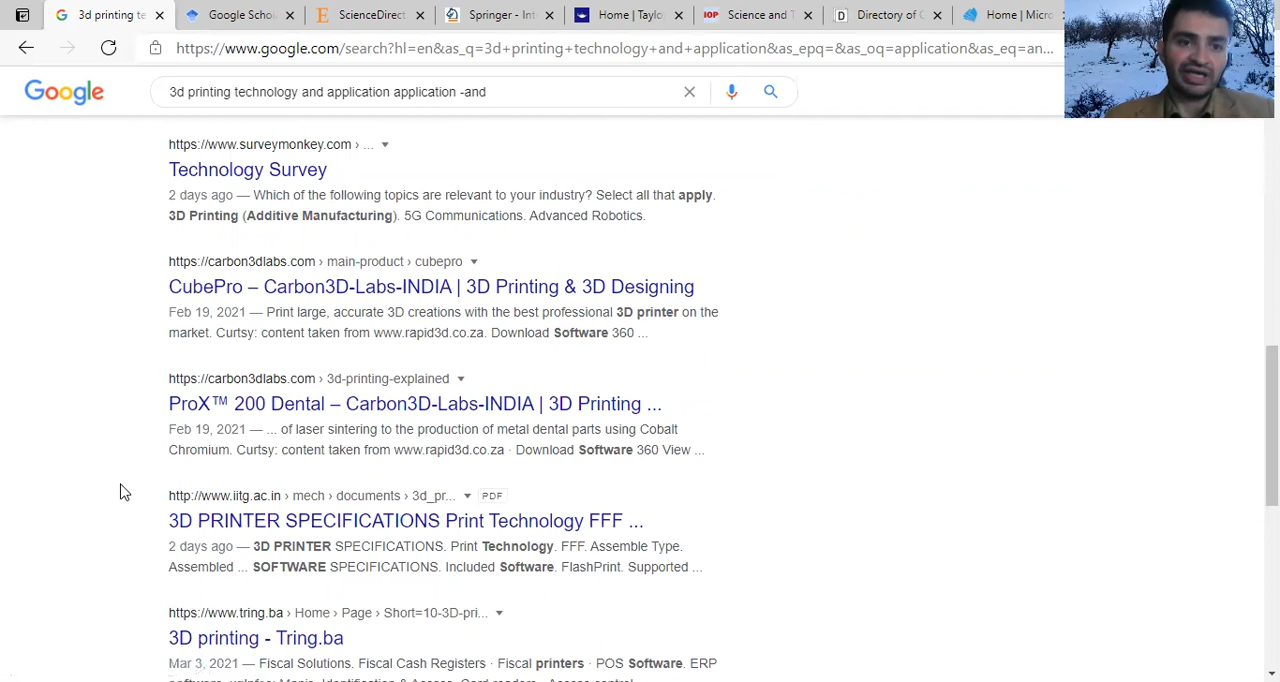 3d printing te
Google Schol
ScienceDirect
Springer - Int
Home | Taylo
IOP
Science and T
Directory of O
Home | Micro
https://www.google.com/search?hl=en&as_q=3d+printing+technology+and+application&as_epq=&as_oq=application&as_eq=an...
Google
3d printing technology and application application -and
https://www.surveymonkey.com › ...
Technology Survey
2 days ago — Which of the following topics are relevant to your industry? Select all that apply.
3D Printing (Additive Manufacturing). 5G Communications. Advanced Robotics.
https://carbon3dlabs.com › main-product › cubepro
CubePro – Carbon3D-Labs-INDIA | 3D Printing & 3D Designing
Feb 19, 2021 — Print large, accurate 3D creations with the best professional 3D printer on the
market. Curtsy: content taken from www.rapid3d.co.za. Download Software 360 ...
https://carbon3dlabs.com › 3d-printing-explained
ProX™ 200 Dental – Carbon3D-Labs-INDIA | 3D Printing ...
Feb 19, 2021 — ... of laser sintering to the production of metal dental parts using Cobalt
Chromium. Curtsy: content taken from www.rapid3d.co.za · Download Software 360 View ...
http://www.iitg.ac.in › mech › documents › 3d_pr... PDF
3D PRINTER SPECIFICATIONS Print Technology FFF ...
2 days ago — 3D PRINTER SPECIFICATIONS. Print Technology. FFF. Assemble Type.
Assembled ... SOFTWARE SPECIFICATIONS. Included Software. FlashPrint. Supported ...
https://www.tring.ba › Home › Page › Short=10-3D-pri...
3D printing - Tring.ba
Mar 3, 2021 — Fiscal Solutions. Fiscal Cash Registers · Fiscal printers · POS Software. ERP